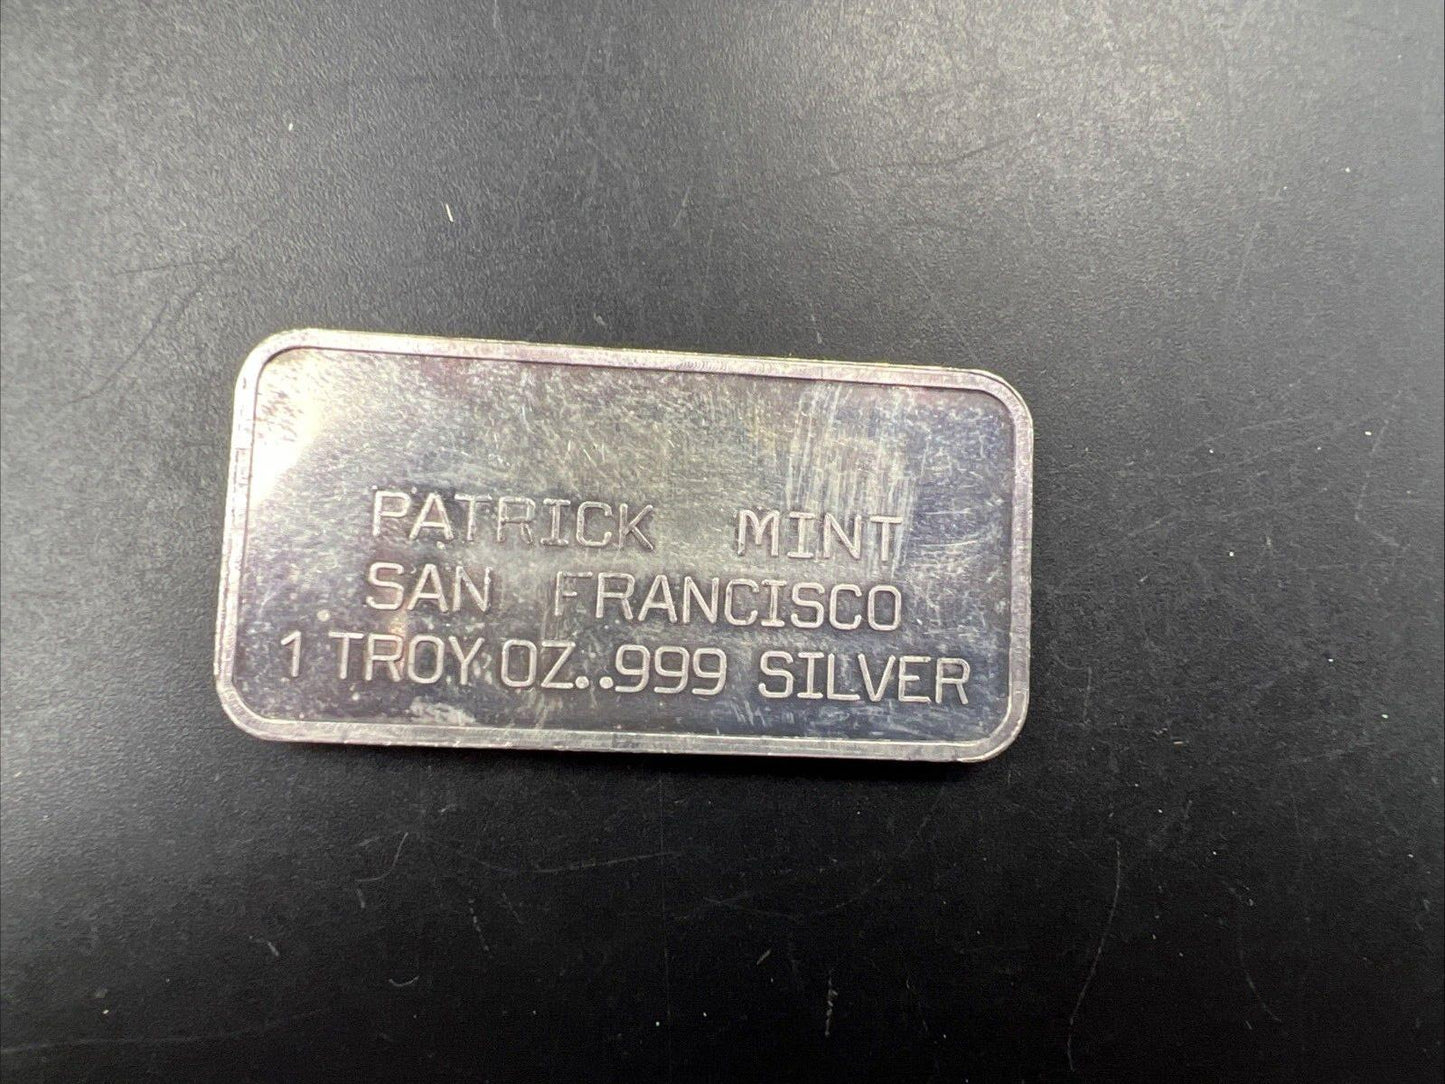 PATRICK MINT
SAN FRANCISCO
1 TROY OZ..999 SILVER